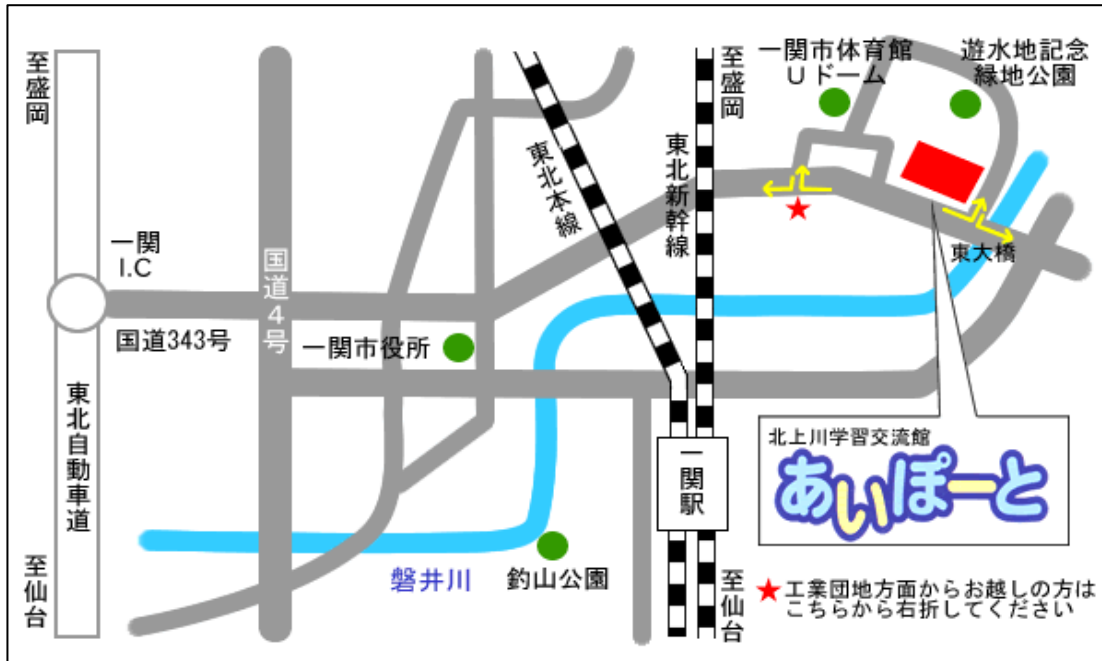 至盛岡
一関市体育館
Uドーム
遊水地記念
緑地公園
至盛岡
東北本線
東北新幹線
一関
I.C
国道4号
東大橋
国道343号
一関市役所
東北自動車道
北上川学習交流館
あいぽーと
一関駅
至仙台
磐井川
釣山公園
至仙台
★工業団地方面からお越しの方は
こちらから右折してください